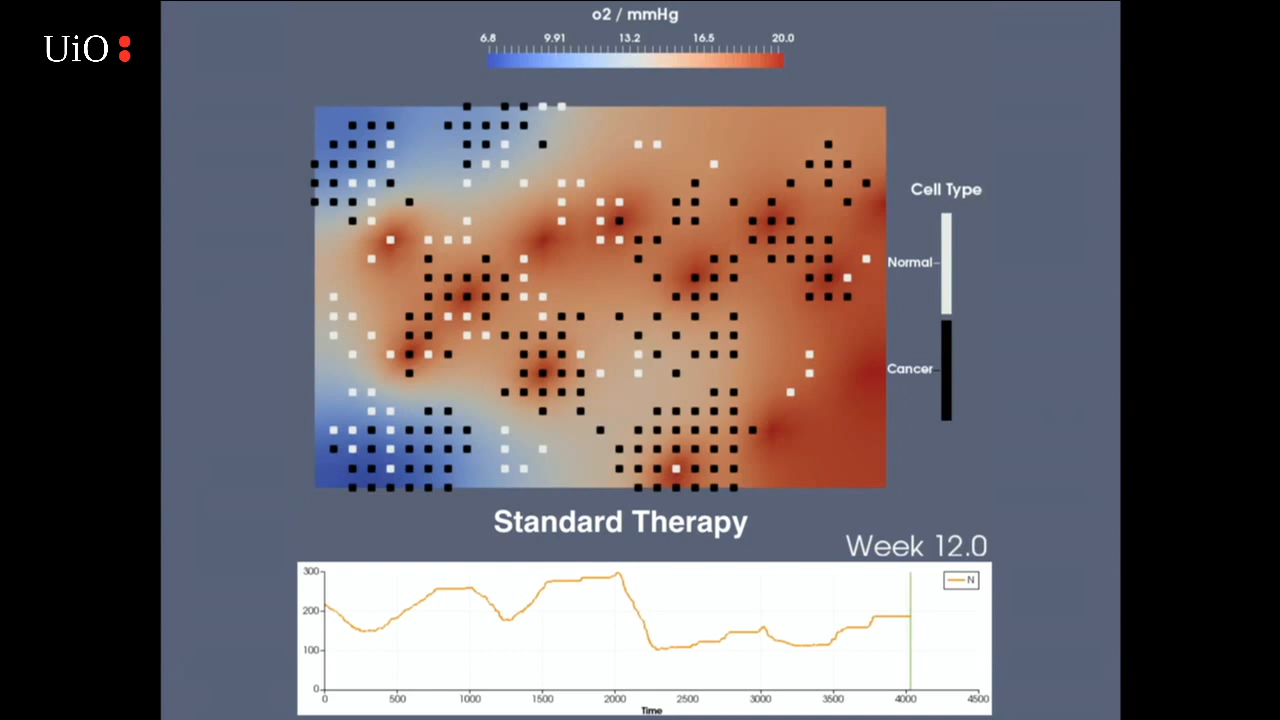 UiO
o2 / mmHg
6.8 9.91 13.2 16.5 20.0
Cell Type
Normal
Cancer
Standard Therapy
Week 12.0
N
300
200
100
0
0 500 1000 1500 2000 2500 3000 3500 4000 4500
Time